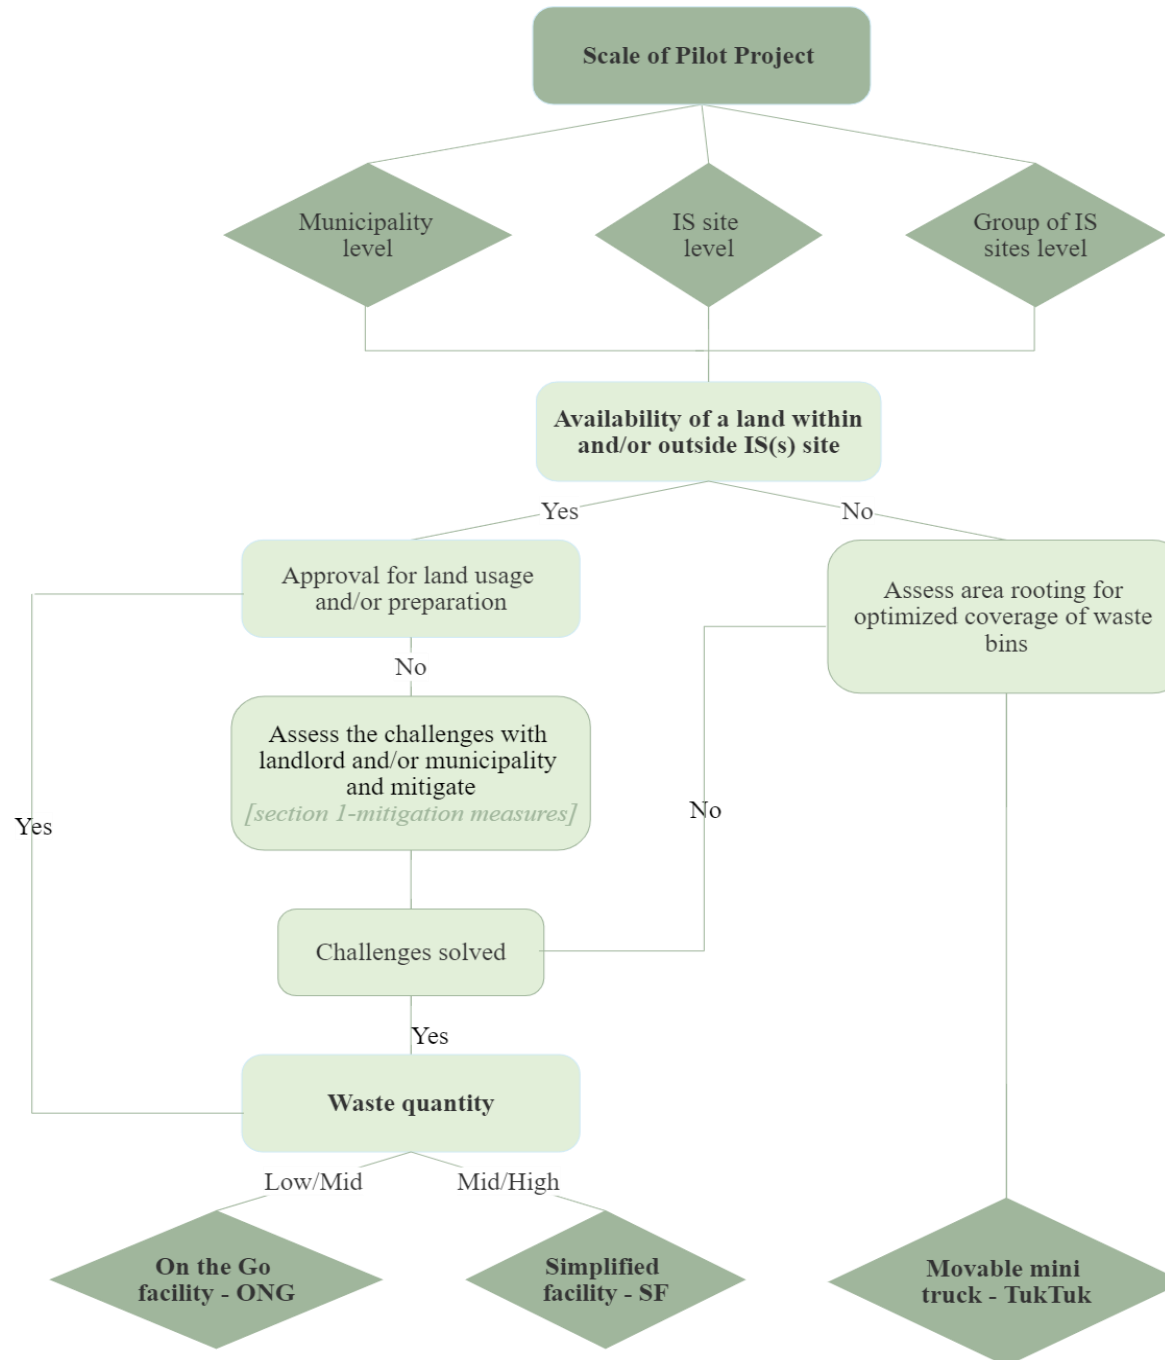 Scale of Pilot Project
Municipality
level
IS site
level
Group of IS
sites level
Availability of a land within
and/or outside IS(s) site
Yes
No
Approval for land usage
and/or preparation
Assess area rooting for
optimized coverage of waste
bins
No
Assess the challenges with
landlord and/or municipality
and mitigate
[section 1-mitigation measures]
No
Yes
Challenges solved
Yes
Waste quantity
Low/Mid
Mid/High
On the Go
facility - ONG
Simplified
facility - SF
Movable mini
truck - TukTuk